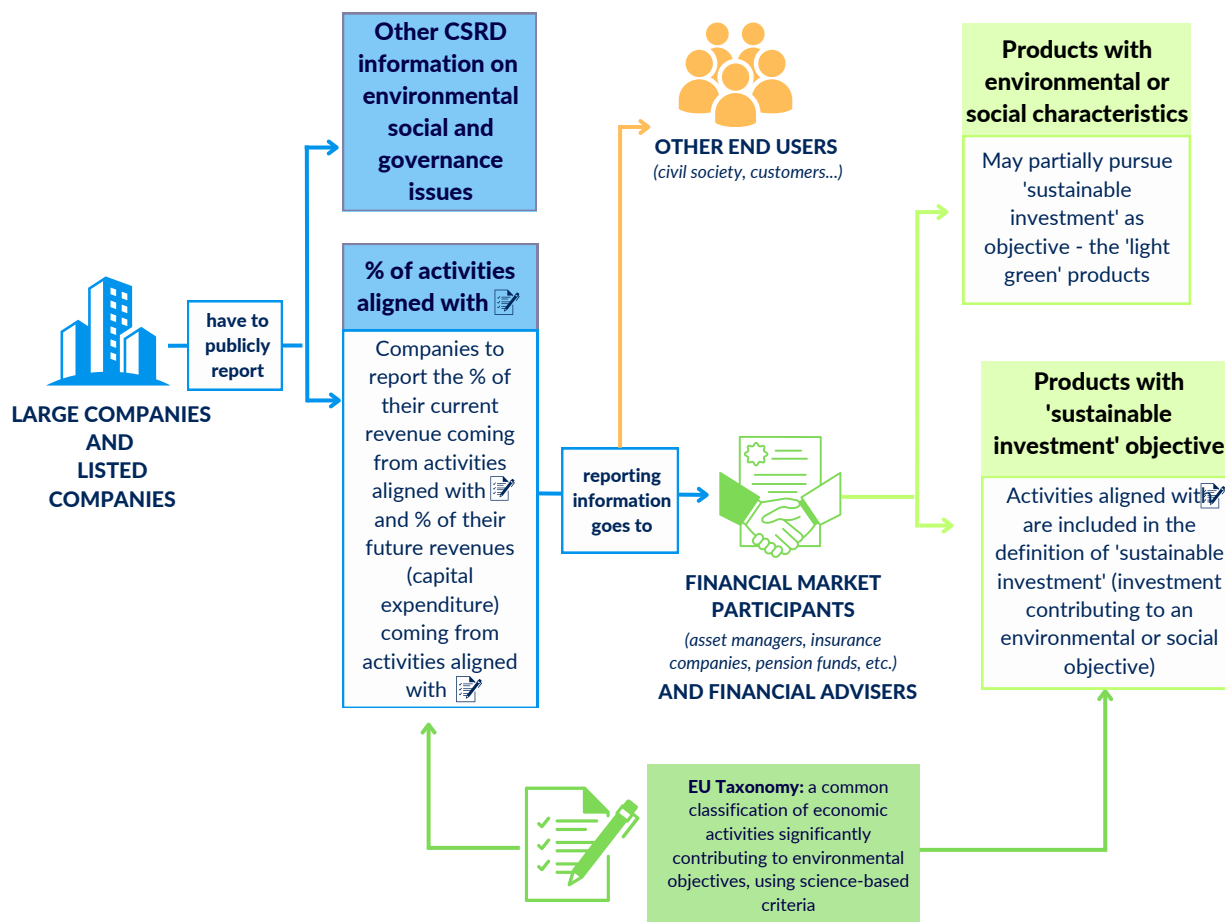 LARGE COMPANIES
AND
LISTED
COMPANIES
have to
publicly
report
Other CSRD
information on
environmental
social and
governance
issues
% of activities
aligned with
Companies to
report the % of
their current
revenue coming
from activities
aligned with
and % of their
future revenues
(capital
expenditure)
coming from
activities aligned
with
reporting
information
goes to
OTHER END USERS
(civil society, customers...)
FINANCIAL MARKET
PARTICIPANTS
(asset managers, insurance
companies, pension funds, etc.)
AND FINANCIAL ADVISERS
Products with
environmental or
social characteristics
May partially pursue
'sustainable
investment' as
objective - the 'light
green' products
Products with
'sustainable
investment' objective
Activities aligned with
are included in the
definition of 'sustainable
investment' (investment
contributing to an
environmental or social
objective)
EU Taxonomy: a common
classification of economic
activities significantly
contributing to environmental
objectives, using science-based
criteria